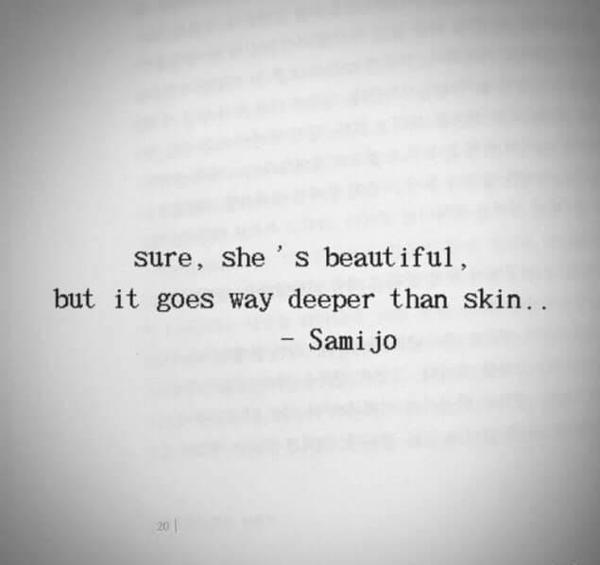 sure, she's beautiful,
but it goes way deeper than skin..
- Samijo
20 |